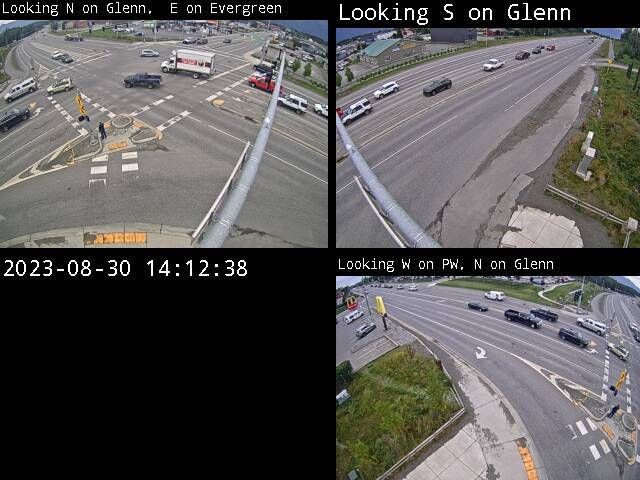 Looking N on Glenn, E on Evergreen
Looking S on Glenn
2023-08-30 14:12:38
Looking W on PW, N on Glenn